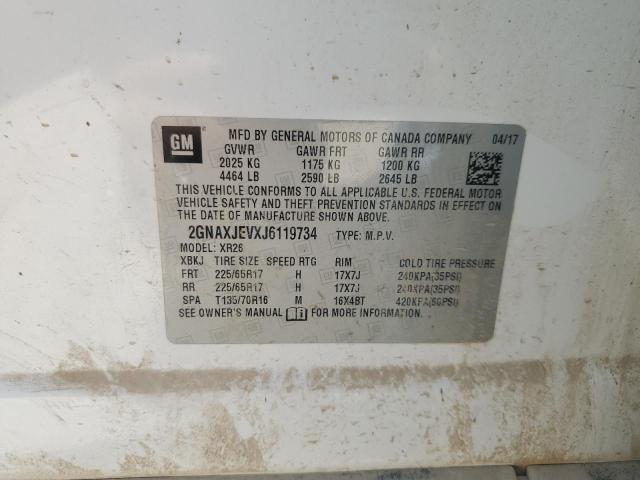 GM ® MFD BY GENERAL MOTORS OF CANADA COMPANY 04/17
GVWR GAWR FRT GAWR RR
2025 KG 1175 KG 1200 KG
4464 LB 2590 LB 2645 LB
THIS VEHICLE CONFORMS TO ALL APPLICABLE U.S. FEDERAL MOTOR
VEHICLE SAFETY AND THEFT PREVENTION STANDARDS IN EFFECT ON
THE DATE OF MANUFACTURE SHOWN ABOVE.
2GNAXJEVXJ6119734 TYPE: M.P.V.
MODEL: XR26
XBKJ TIRE SIZE SPEED RTG RIM COLD TIRE PRESSURE
FRT 225/65R17 H 17X7J 240KPA(35PSI)
RR 225/65R17 H 17X7J 240KPA(35PSI)
SPA T135/70R16 M 16X4BT 420KPA(60PSI)
SEE OWNER'S MANUAL FOR MORE INFORMATION.